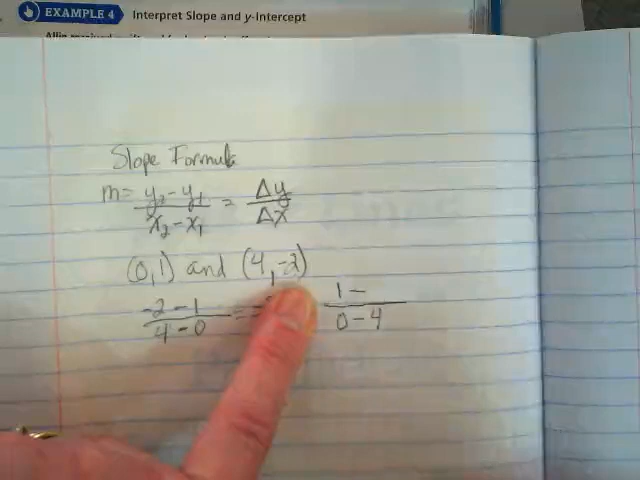 EXAMPLE 4 Interpret Slope and y-Intercept
Slope Formula
m = y₂ - y₁ / x₂ - x₁ = Δy / Δx
(0,1) and (4,-2)
-2 - 1 / 4 - 0 = - 1 - / 0 - 4